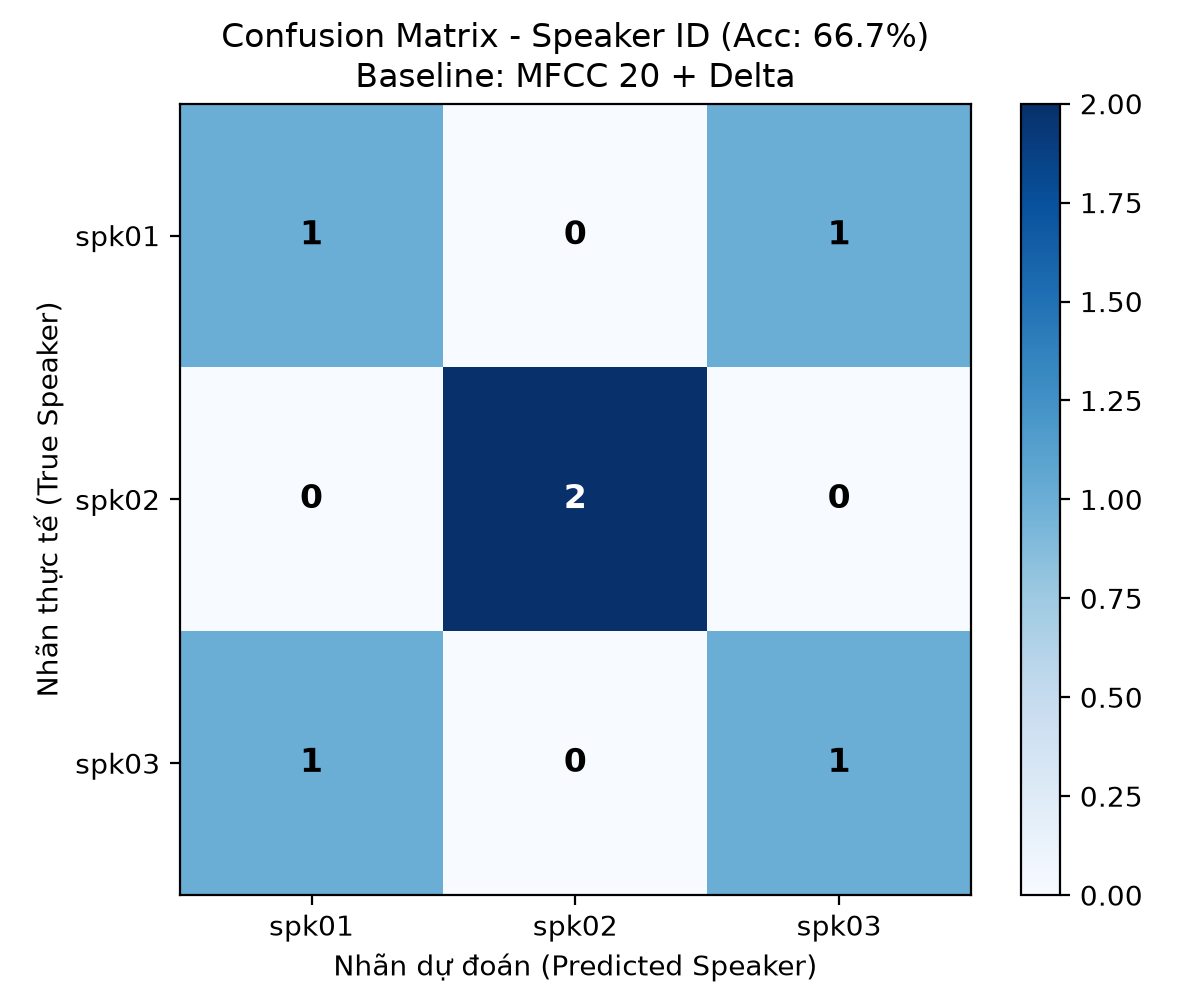 Confusion Matrix - Speaker ID (Acc: 66.7%)
Baseline: MFCC 20 + Delta
Nhãn thực tế (True Speaker)
spk01
1
0
1
spk02
0
2
0
spk03
1
0
1
spk01
spk02
spk03
Nhãn dự đoán (Predicted Speaker)
2.00
1.75
1.50
1.25
1.00
0.75
0.50
0.25
0.00